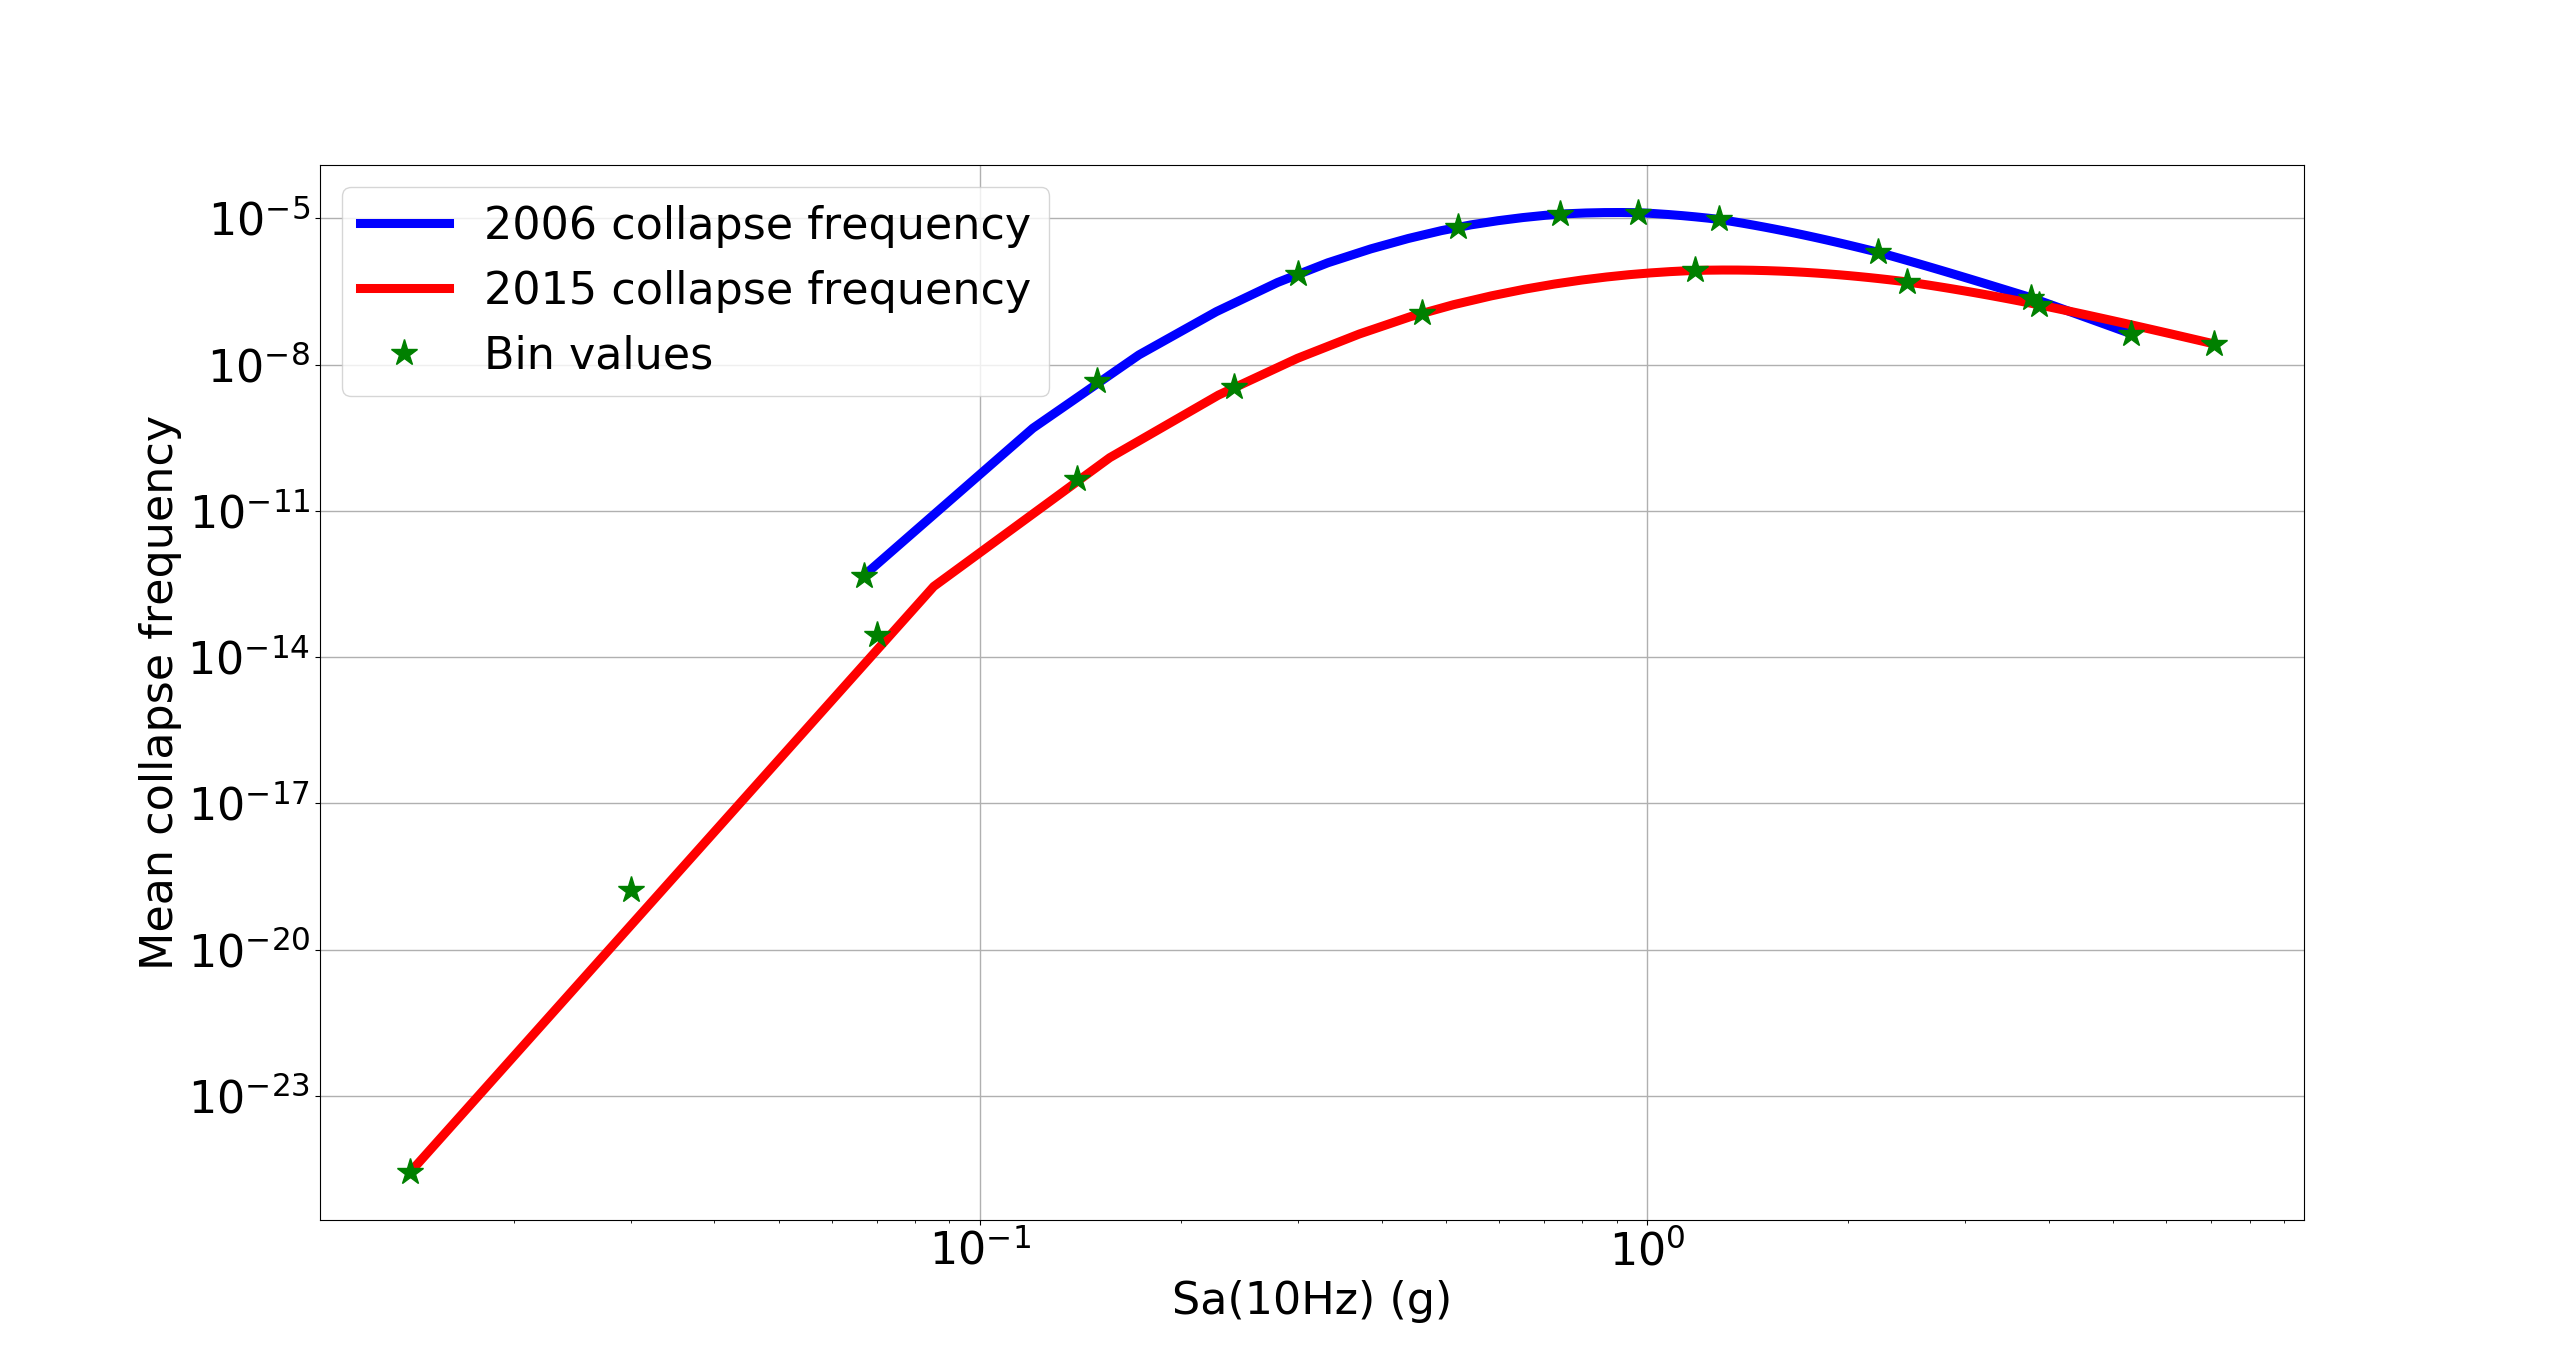 2006 collapse frequency
2015 collapse frequency
Bin values
Mean collapse frequency
10⁻⁵
10⁻⁸
10⁻¹¹
10⁻¹⁴
10⁻¹⁷
10⁻²⁰
10⁻²³
10⁻¹ 10⁰
Sa(10Hz) (g)